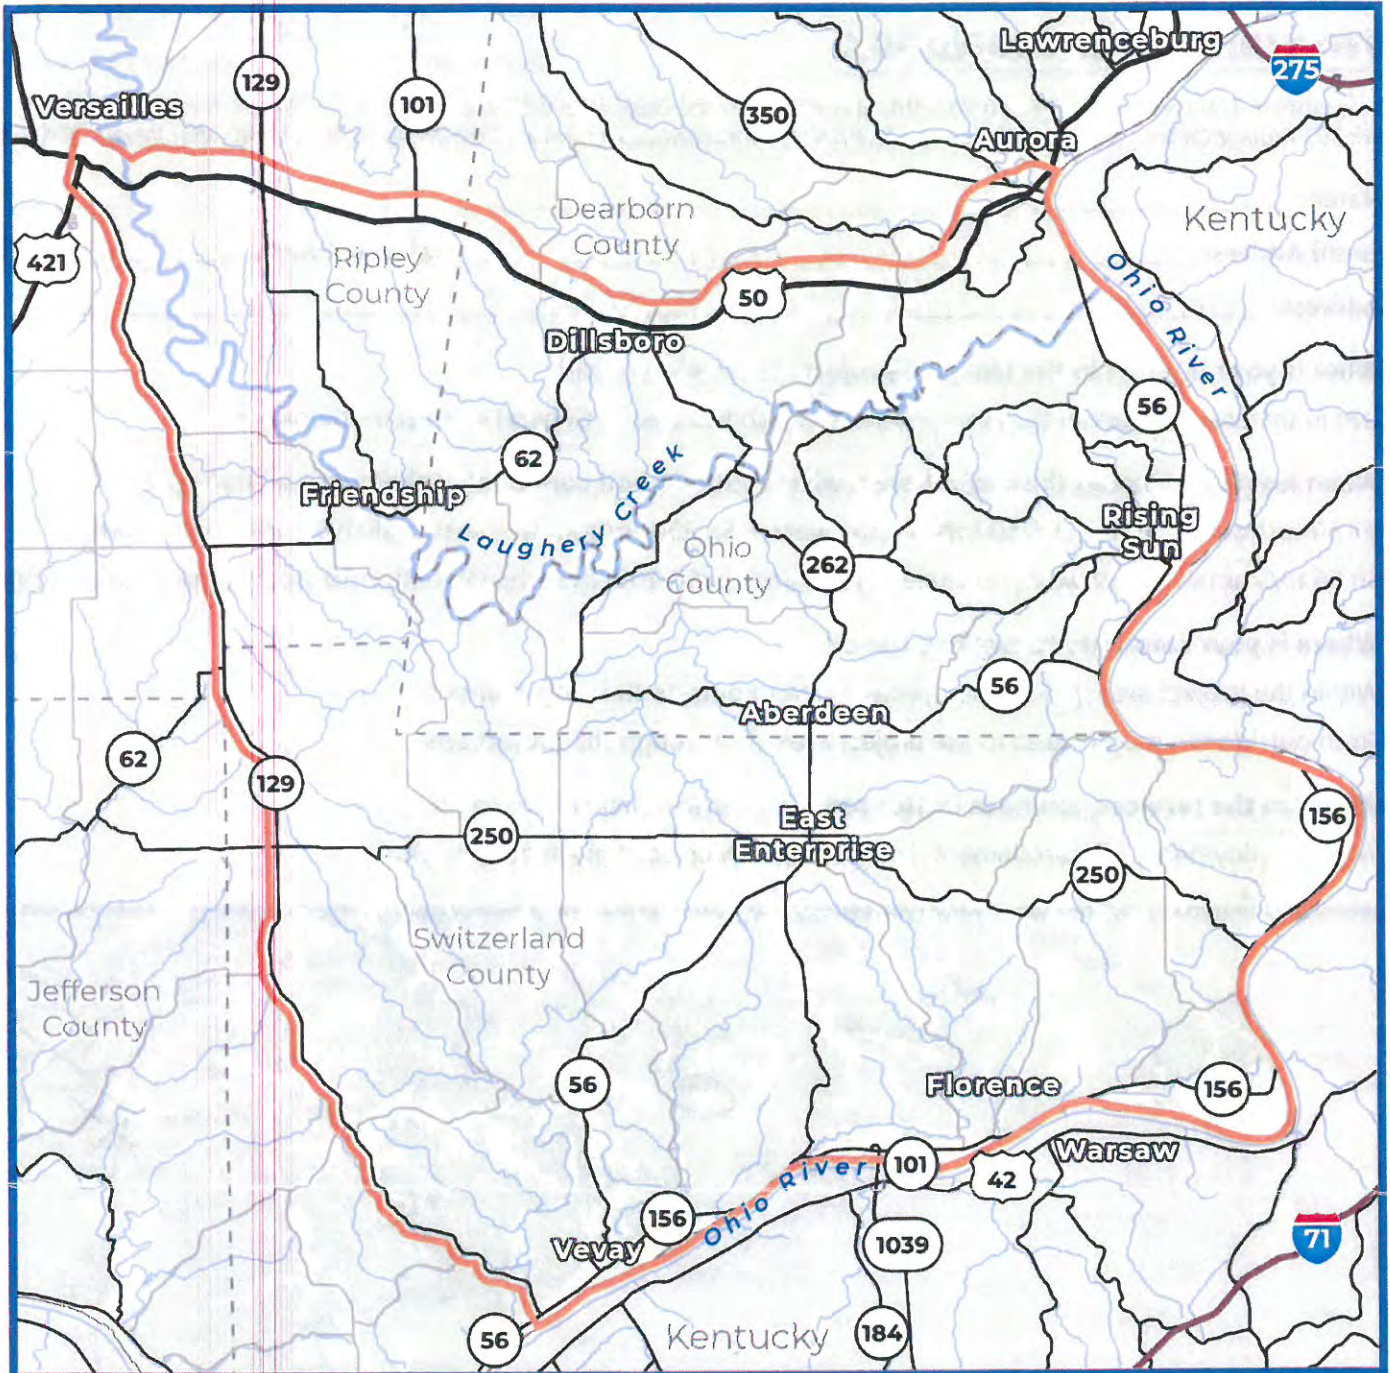 Lawrenceburg
275
129
101
Versailles
350
Aurora
Dearborn
County
Kentucky
421
Ripley
County
50
Ohio River
Dillsboro
56
62
Friendship
Laughery Creek
Rising
Sun
Ohio
County
262
56
Aberdeen
62
129
156
East
Enterprise
250
250
Switzerland
County
Jefferson
County
56
Florence
156
Warsaw
101
42
Ohio River
156
Vevay
1039
71
56
Kentucky
184